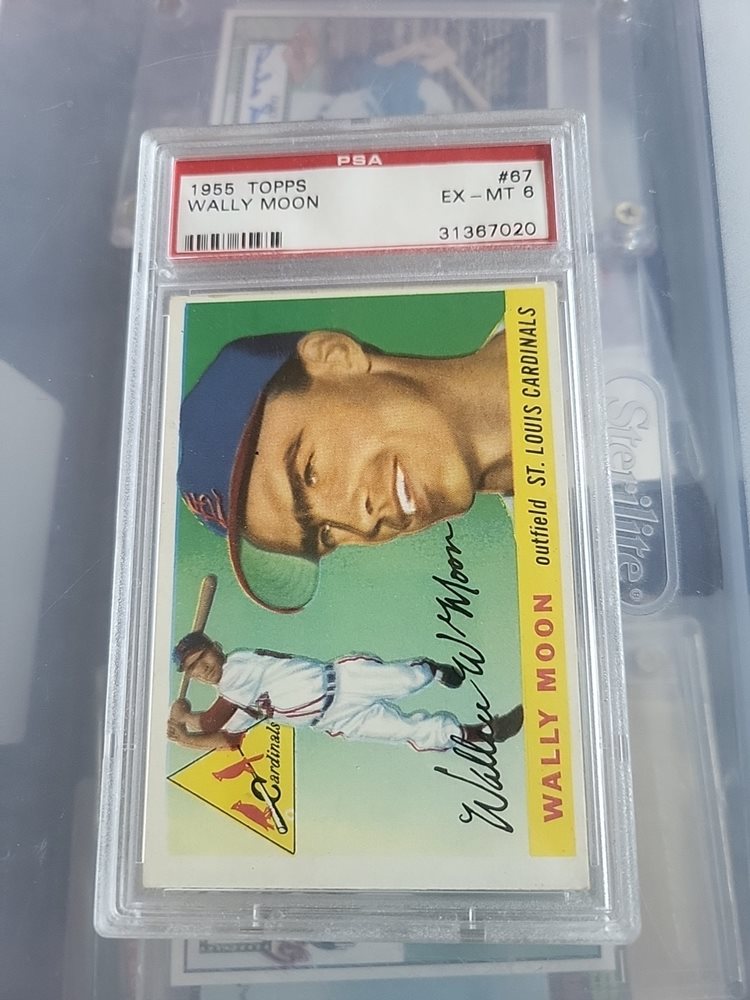 PSA
1955 TOPPS #67
WALLY MOON EX-MT 6
31367020
WALLY MOON outfield ST. LOUIS CARDINALS
Wallace W Moon
Cardinals
StL
Sterilite®